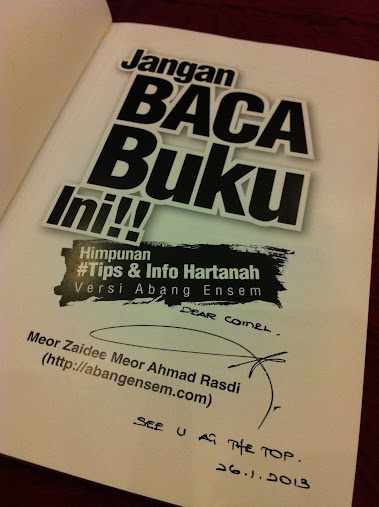 Jangan
BACA
Buku
Ini!!
Himpunan
#Tips & Info Hartanah
Versi Abang Ensem
DEAR COMEL.
Meor Zaidee Meor Ahmad Rasdi
(http://abangensem.com)
SEE U AT THE TOP.
26.1.2013